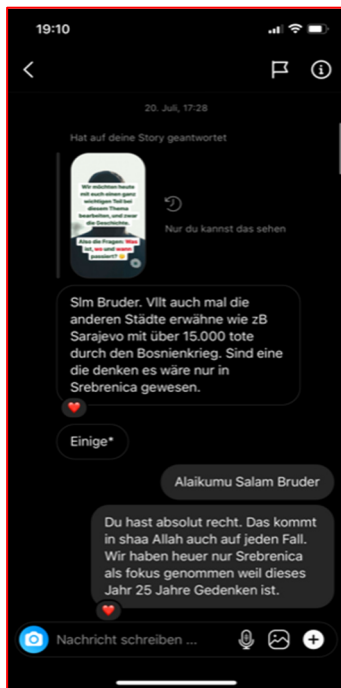 19:10
20. Juli, 17:28
Hat auf deine Story geantwortet
Wir möchten heute
mit euch einen ganz
wichtigen Teil bei
diesem Thema
bearbeiten, und zwar
die Geschichte.
Also die Fragen: Was
ist, wo und wann
passiert?
Nur du kannst das sehen
Slm Bruder. Vllt auch mal die
anderen Städte erwähne wie zB
Sarajevo mit über 15.000 tote
durch den Bosnienkrieg. Sind eine
die denken es wäre nur in
Srebrenica gewesen.
Einige*
Alaikumu Salam Bruder
Du hast absolut recht. Das kommt
in shaa Allah auch auf jeden Fall.
Wir haben heuer nur Srebrenica
als fokus genommen weil dieses
Jahr 25 Jahre Gedenken ist.
Nachricht schreiben ...